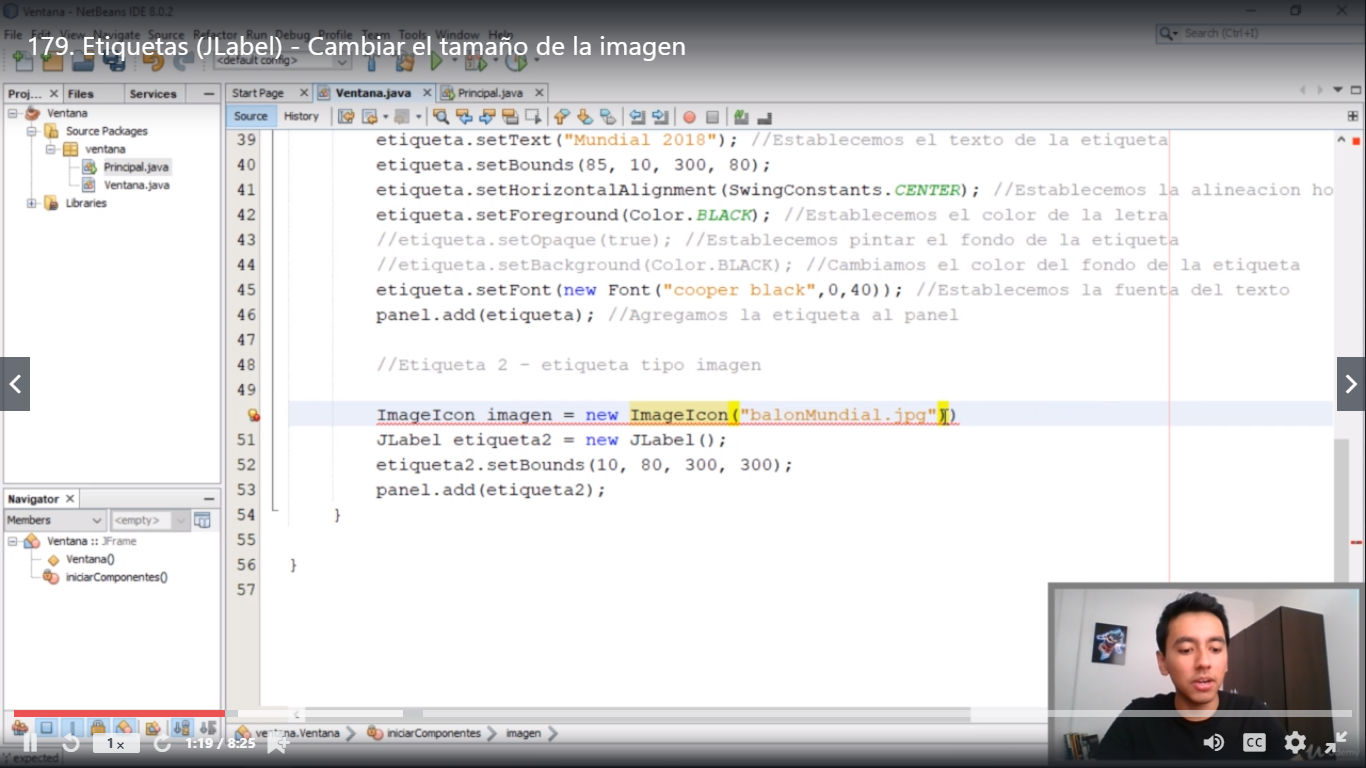 Ventana - NetBeans IDE 8.0.2
File Edit View Navigate Source Refactor Run Debug Profile Team Tools Window Help
Search (Ctrl+I)
179. Etiquetas (JLabel) - Cambiar el tamaño de la imagen
<default config>
Proj... Files Services
Start Page Ventana.java Principal.java
Source History
Ventana
Source Packages
ventana
Principal.java
Ventana.java
Libraries
39 etiqueta.setText("Mundial 2018"); //Establecemos el texto de la etiqueta
40 etiqueta.setBounds(85, 10, 300, 80);
41 etiqueta.setHorizontalAlignment(SwingConstants.CENTER); //Establecemos la alineacion ho
42 etiqueta.setForeground(Color.BLACK); //Establecemos el color de la letra
43 //etiqueta.setOpaque(true); //Establecemos pintar el fondo de la etiqueta
44 //etiqueta.setBackground(Color.BLACK); //Cambiamos el color del fondo de la etiqueta
45 etiqueta.setFont(new Font("cooper black",0,40)); //Establecemos la fuenta del texto
46 panel.add(etiqueta); //Agregamos la etiqueta al panel
47
48 //Etiqueta 2 - etiqueta tipo imagen
49
ImageIcon imagen = new ImageIcon("balonMundial.jpg"))
51 JLabel etiqueta2 = new JLabel();
52 etiqueta2.setBounds(10, 80, 300, 300);
53 panel.add(etiqueta2);
54 }
55
56 }
57
Navigator
Members <empty>
Ventana :: JFrame
Ventana()
iniciarComponentes()
ventana.Ventana iniciarComponentes imagen
1x 1:19 / 8:25 CC
';' expected